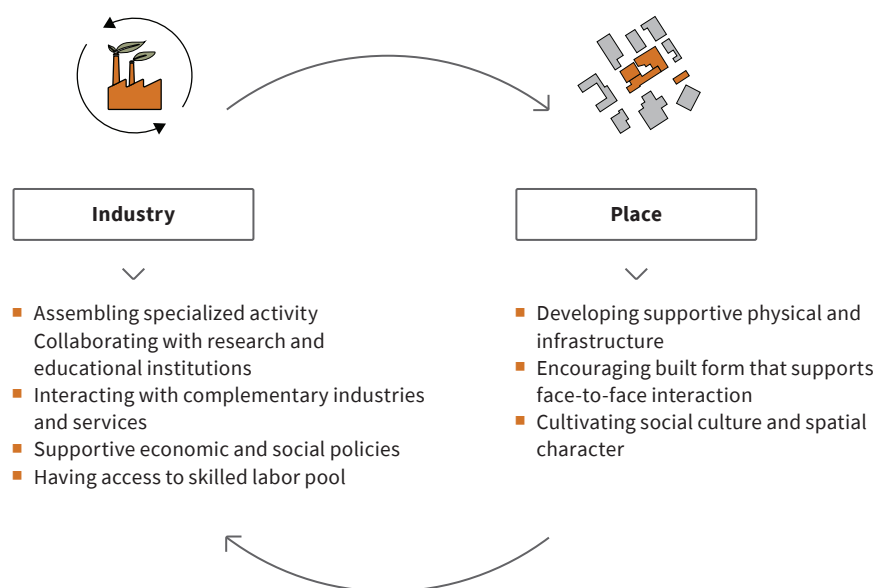 Industry
Assembling specialized activity
Collaborating with research and
educational institutions
Interacting with complementary industries
and services
Supportive economic and social policies
Having access to skilled labor pool
Place
Developing supportive physical and
infrastructure
Encouraging built form that supports
face-to-face interaction
Cultivating social culture and spatial
character